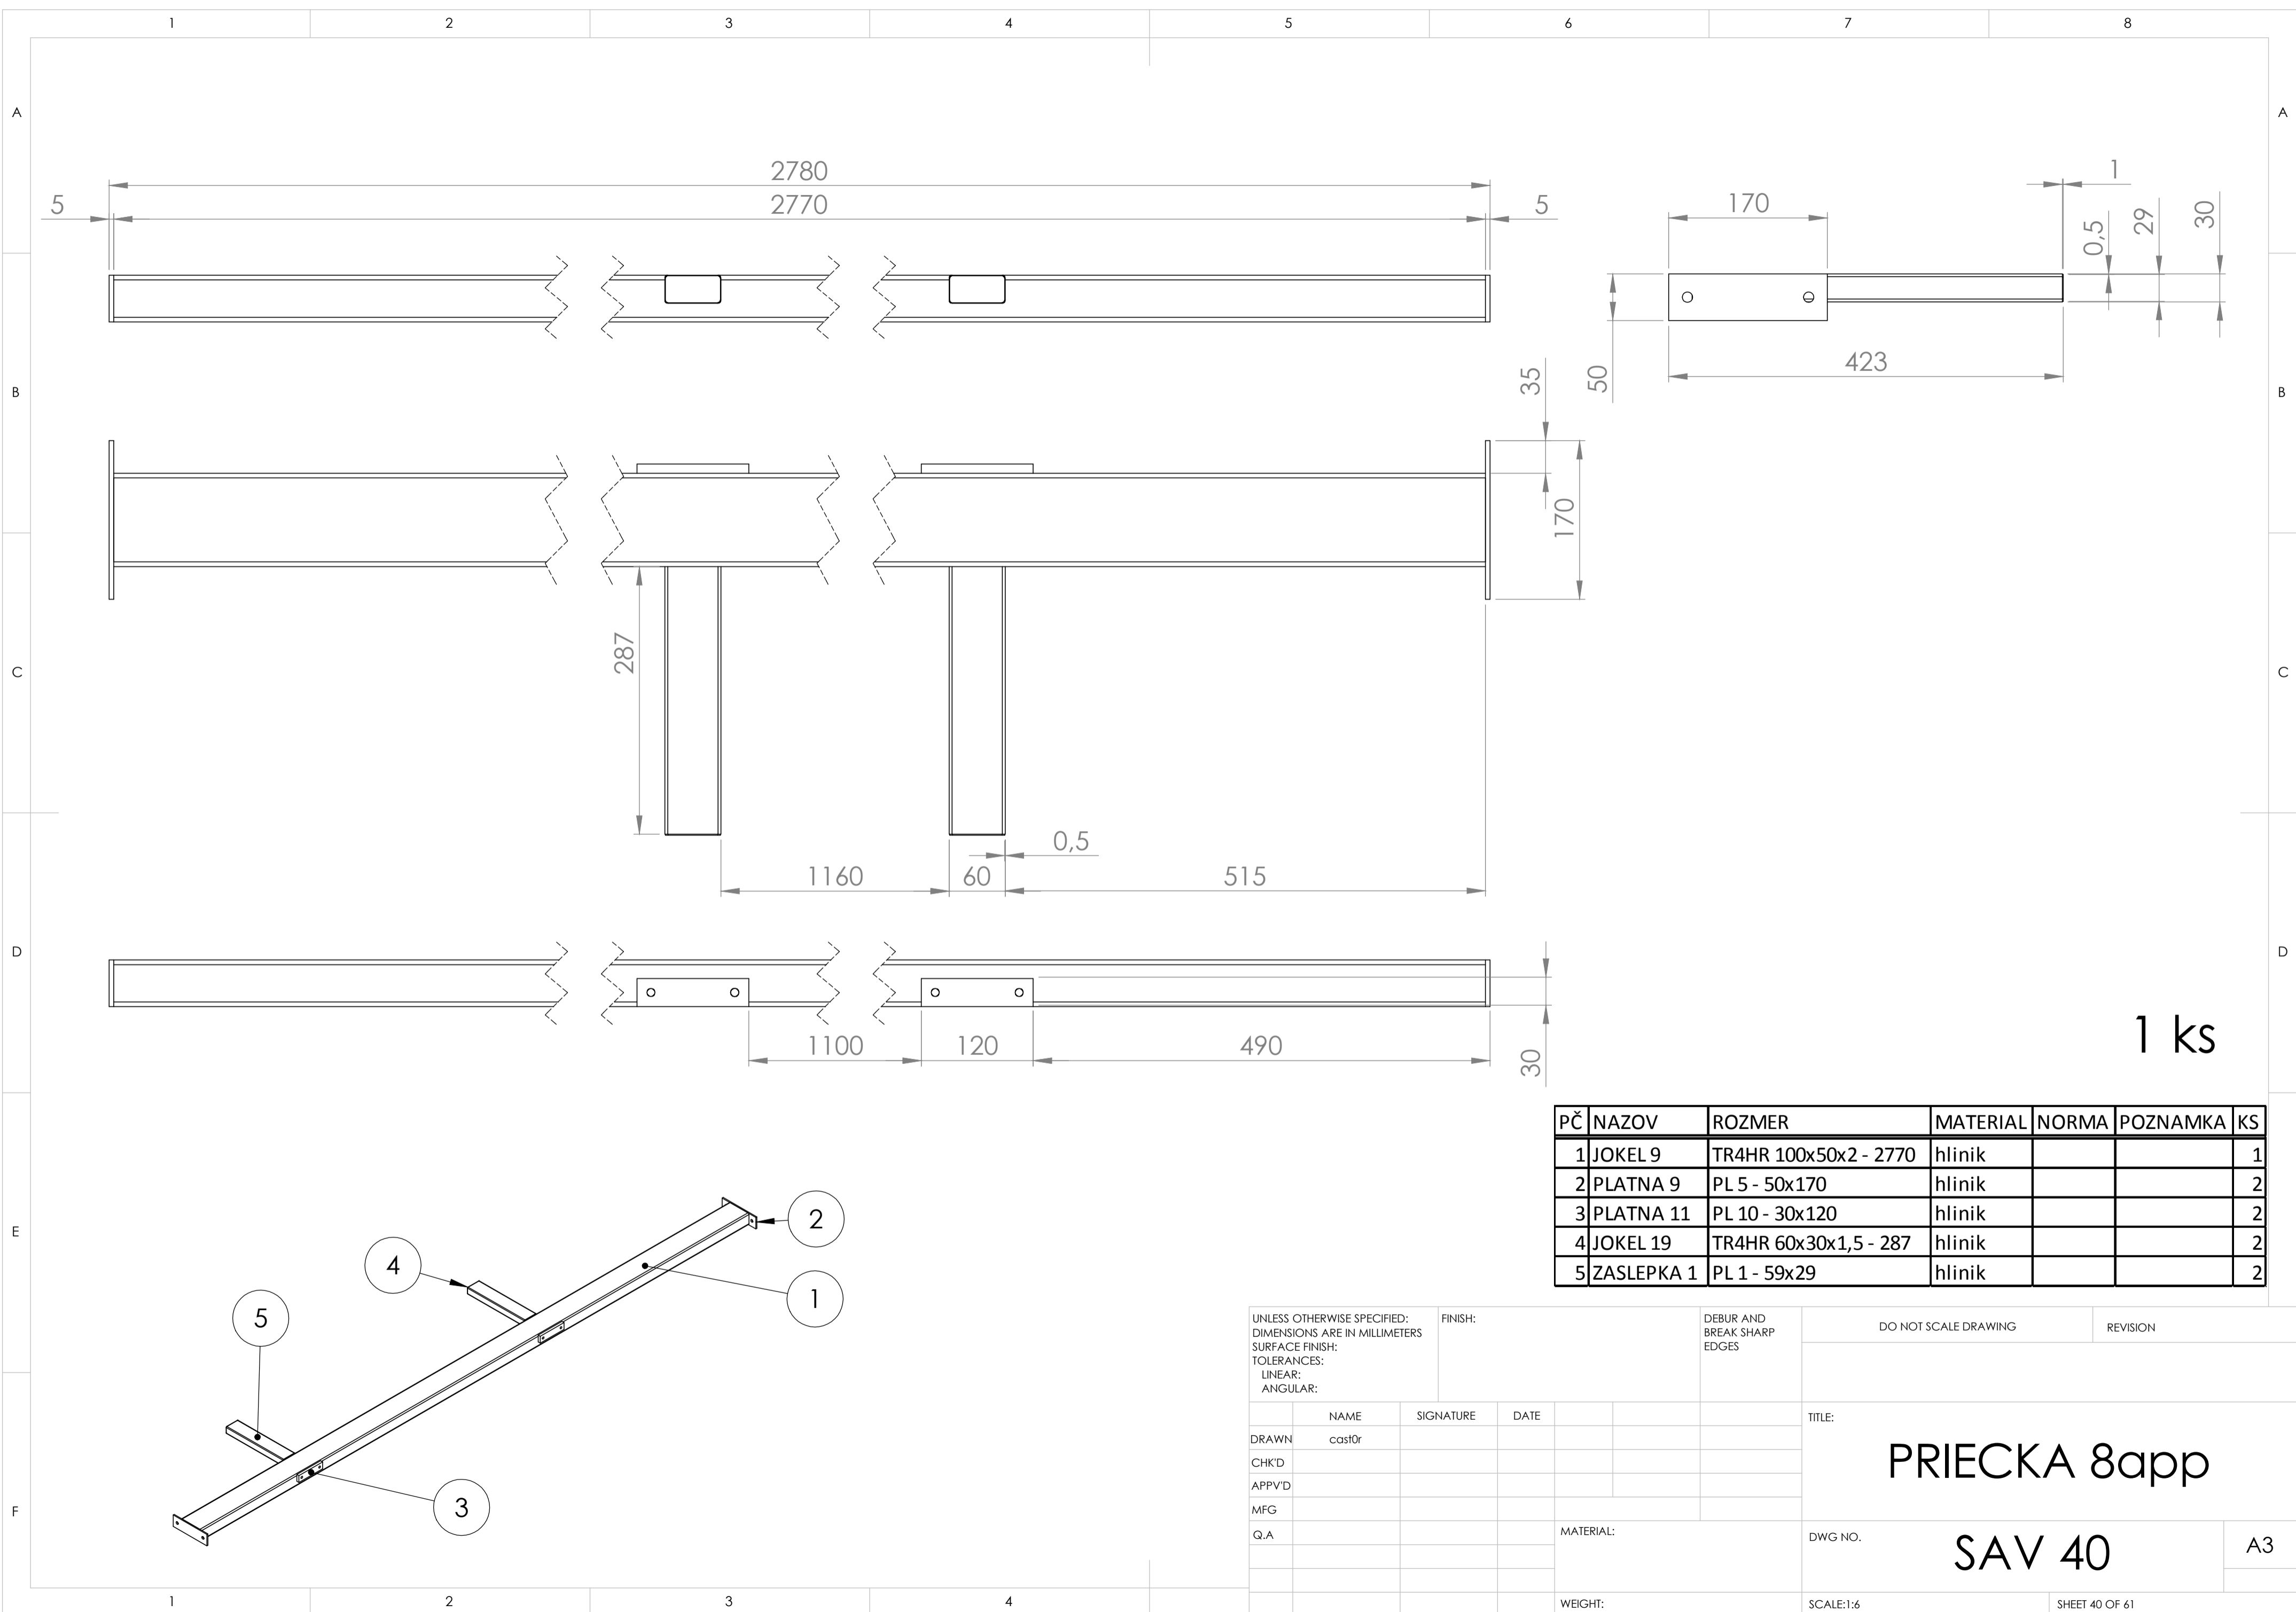 1 2 3 4 5 6 7 8
A A
2780
2770
5 5
170
1
0,5
29
30
50
423
B B
35
170
287
C C
0,5
1160 60 515
D D
1100 120 490
30
1 ks
PČ NAZOV ROZMER MATERIAL NORMA POZNAMKA KS
1 JOKEL 9 TR4HR 100x50x2 - 2770 hlinik 1
2 PLATNA 9 PL 5 - 50x170 hlinik 2
3 PLATNA 11 PL 10 - 30x120 hlinik 2
4 JOKEL 19 TR4HR 60x30x1,5 - 287 hlinik 2
5 ZASLEPKA 1 PL 1 - 59x29 hlinik 2
E
2
4
1
5
3
F
UNLESS OTHERWISE SPECIFIED:
DIMENSIONS ARE IN MILLIMETERS
SURFACE FINISH:
TOLERANCES:
LINEAR:
ANGULAR:
FINISH:
DEBUR AND
BREAK SHARP
EDGES
DO NOT SCALE DRAWING
REVISION
NAME SIGNATURE DATE
DRAWN cast0r
CHK'D
APPV'D
MFG
Q.A
MATERIAL:
WEIGHT:
TITLE:
PRIECKA 8app
DWG NO.
SAV 40
A3
SCALE:1:6
SHEET 40 OF 61
1 2 3 4